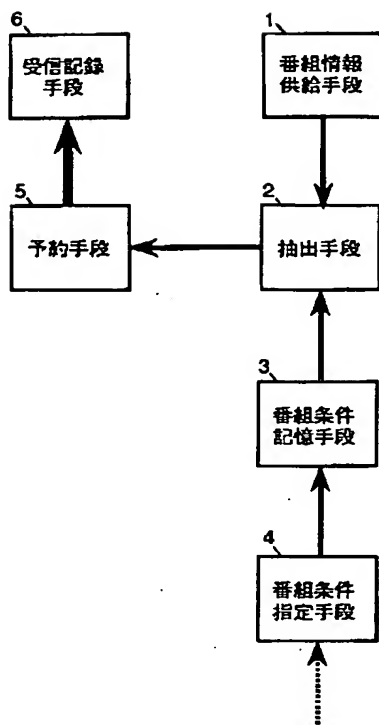 6
受信記録
手段
1
番組情報
供給手段
5
予約手段
2
抽出手段
3
番組条件
記憶手段
4
番組条件
指定手段